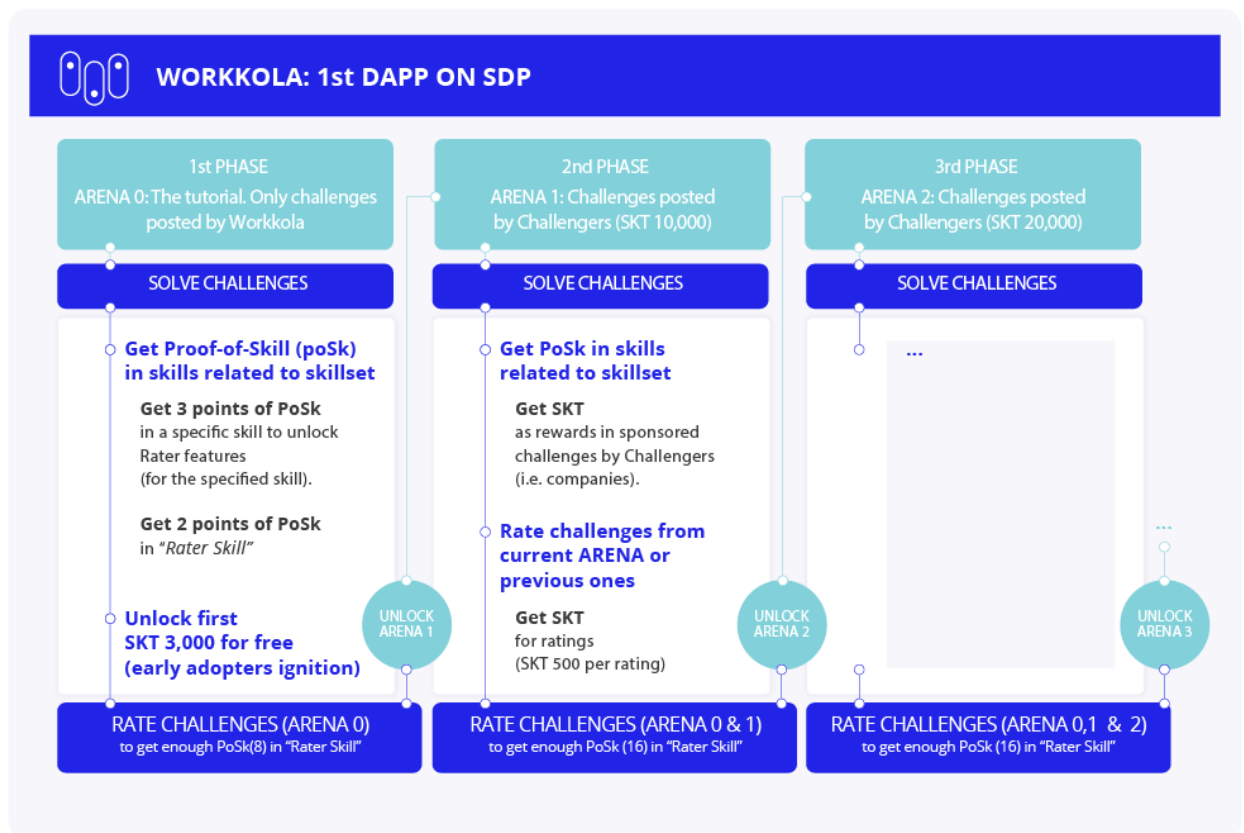 WORKKOLA: 1st DAPP ON SDP
1st PHASE
ARENA 0: The tutorial. Only challenges
posted by Workkola
SOLVE CHALLENGES
Get Proof-of-Skill (poSk)
in skills related to skillset
Get 3 points of PoSk
in a specific skill to unlock
Rater features
(for the specified skill).
Get 2 points of PoSk
in “Rater Skill”
Unlock first
SKT 3,000 for free
(early adopters ignition)
UNLOCK
ARENA 1
RATE CHALLENGES (ARENA 0)
to get enough PoSk(8) in “Rater Skill”
2nd PHASE
ARENA 1: Challenges posted
by Challengers (SKT 10,000)
SOLVE CHALLENGES
Get PoSk in skills
related to skillset
Get SKT
as rewards in sponsored
challenges by Challengers
(i.e. companies).
Rate challenges from
current ARENA or
previous ones
Get SKT
for ratings
(SKT 500 per rating)
UNLOCK
ARENA 2
RATE CHALLENGES (ARENA 0 & 1)
to get enough PoSk (16) in “Rater Skill”
3rd PHASE
ARENA 2: Challenges posted
by Challengers (SKT 20,000)
SOLVE CHALLENGES
...
...
UNLOCK
ARENA 3
RATE CHALLENGES (ARENA 0,1 & 2)
to get enough PoSk (16) in “Rater Skill”